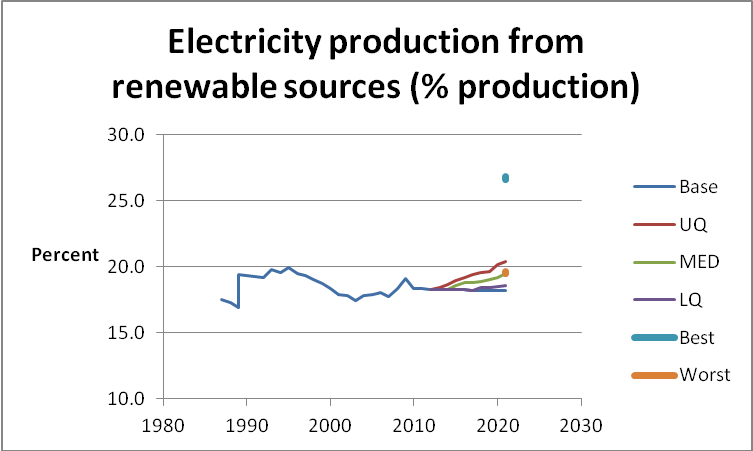 Electricity production from
renewable sources (% production)
30.0
25.0
20.0
15.0
10.0
Percent
1980 1990 2000 2010 2020 2030
Base
UQ
MED
LQ
Best
Worst